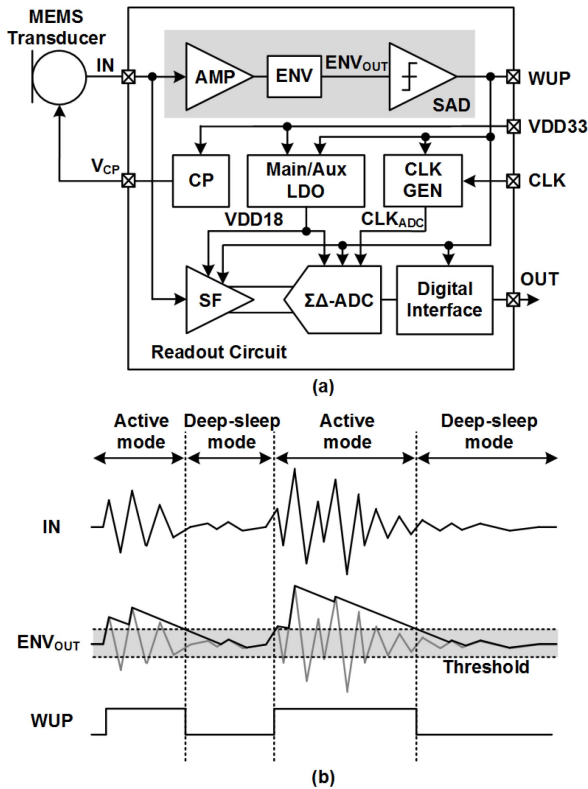 MEMS
Transducer
IN
AMP
ENV
ENVOUT
SAD
WUP
VDD33
VCP
CP
Main/Aux
LDO
CLK
GEN
CLK
VDD18
CLKADC
SF
ΣΔ-ADC
Digital
Interface
OUT
Readout Circuit
(a)
Active
mode
Deep-sleep
mode
Active
mode
Deep-sleep
mode
IN
ENVOUT
Threshold
WUP
(b)